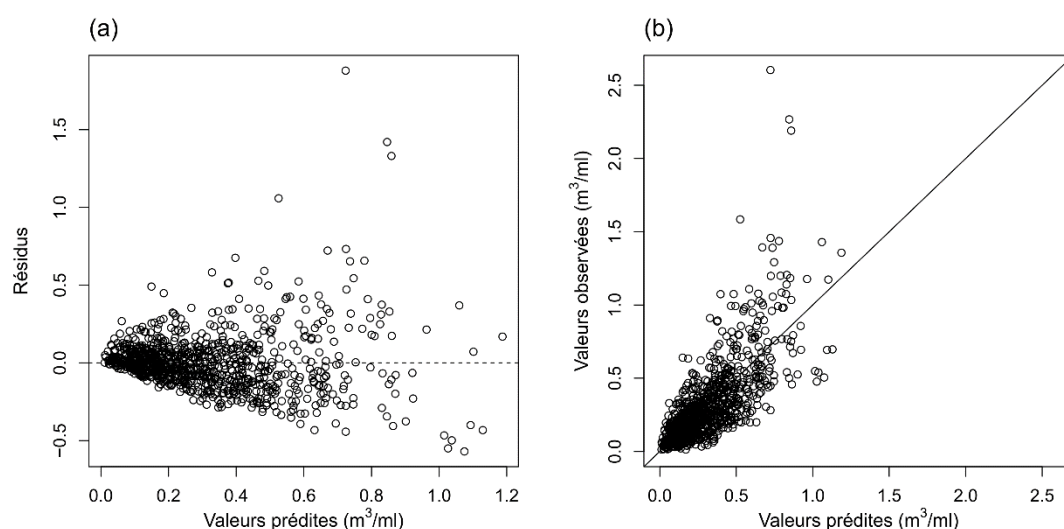 (a)
1.5
1.0
0.5
0.0
−0.5
Résidus
0.0 0.2 0.4 0.6 0.8 1.0 1.2
Valeurs prédites (m³/ml)
(b)
2.5
2.0
1.5
1.0
0.5
0.0
Valeurs observées (m³/ml)
0.0 0.5 1.0 1.5 2.0 2.5
Valeurs prédites (m³/ml)